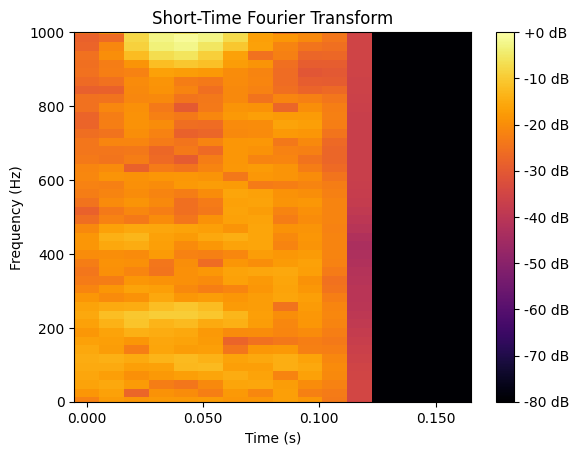 Short-Time Fourier Transform
Frequency (Hz)
1000
800
600
400
200
0
0.000
0.050
0.100
0.150
Time (s)
+0 dB
-10 dB
-20 dB
-30 dB
-40 dB
-50 dB
-60 dB
-70 dB
-80 dB